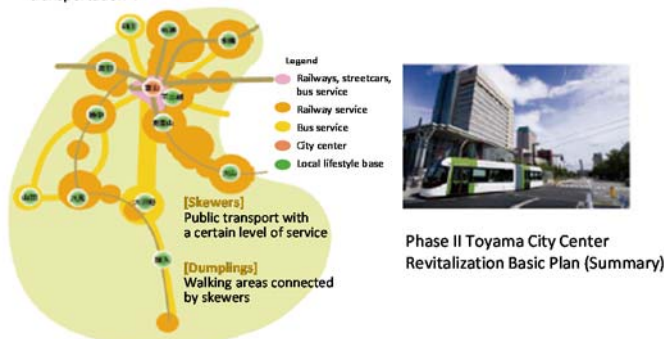 Legend
Railways, streetcars,
bus service
Railway service
Bus service
City center
Local lifestyle base
[Skewers]
Public transport with
a certain level of service
[Dumplings]
Walking areas connected
by skewers
Phase II Toyama City Center
Revitalization Basic Plan (Summary)